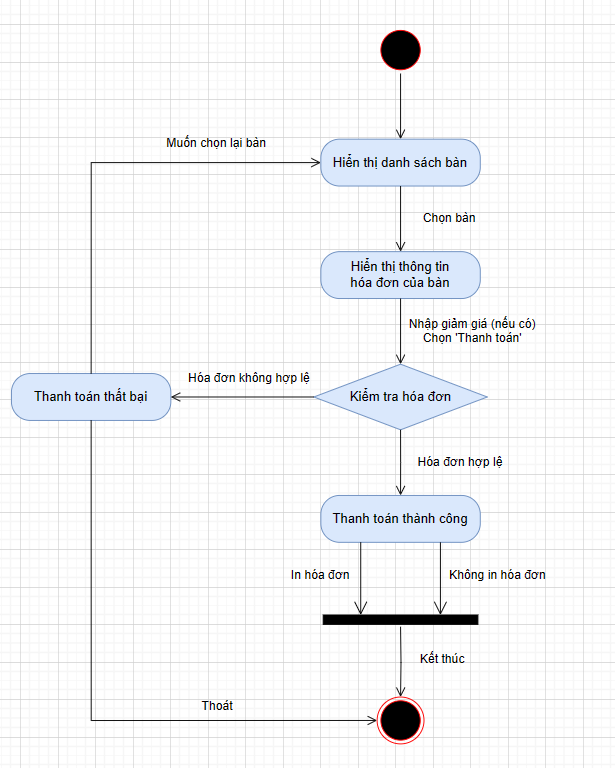 Muốn chọn lại bàn
Hiển thị danh sách bàn
Chọn bàn
Hiển thị thông tin
hóa đơn của bàn
Nhập giảm giá (nếu có)
Chọn 'Thanh toán'
Thanh toán thất bại
Hóa đơn không hợp lệ
Kiểm tra hóa đơn
Hóa đơn hợp lệ
Thanh toán thành công
In hóa đơn
Không in hóa đơn
Kết thúc
Thoát